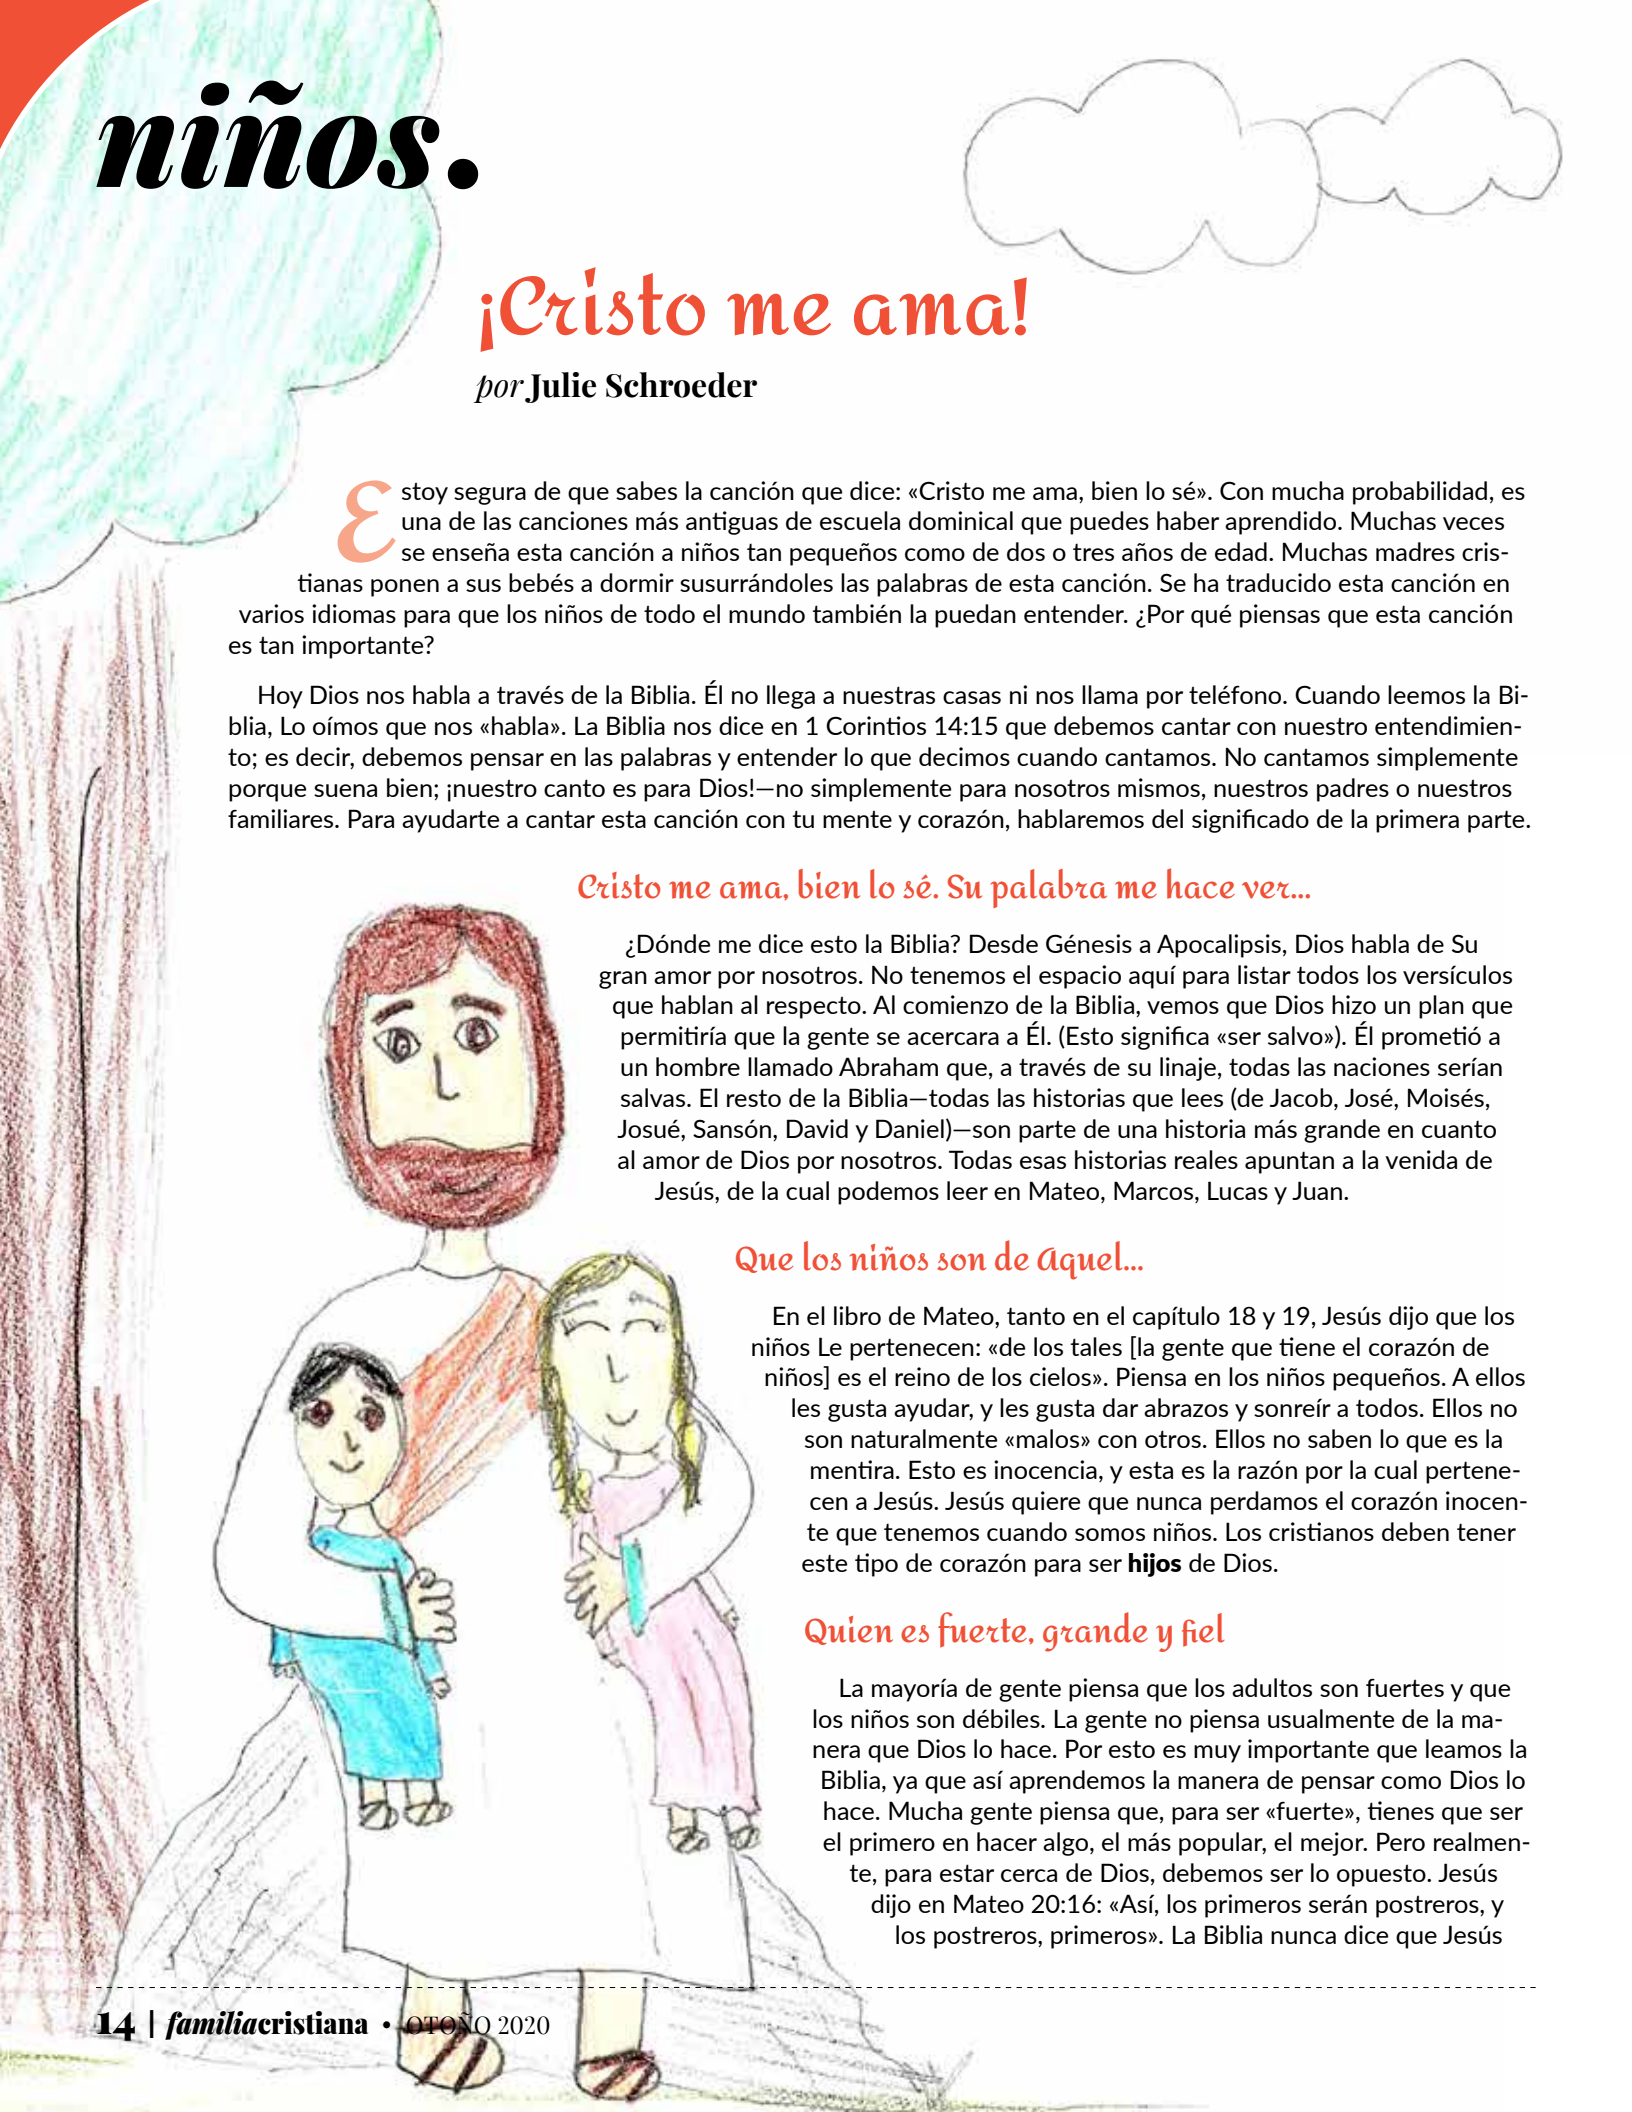 niños.
¡Cristo me ama!
por Julie Schroeder
Estoy segura de que sabes la canción que dice: «Cristo me ama, bien lo sé». Con mucha probabilidad, es
una de las canciones más antiguas de escuela dominical que puedes haber aprendido. Muchas veces
se enseña esta canción a niños tan pequeños como de dos o tres años de edad. Muchas madres cris-
tianas ponen a sus bebés a dormir susurrándoles las palabras de esta canción. Se ha traducido esta canción en
varios idiomas para que los niños de todo el mundo también la puedan entender. ¿Por qué piensas que esta canción
es tan importante?
Hoy Dios nos habla a través de la Biblia. Él no llega a nuestras casas ni nos llama por teléfono. Cuando leemos la Bi-
blia, Lo oímos que nos «habla». La Biblia nos dice en 1 Corintios 14:15 que debemos cantar con nuestro entendimien-
to; es decir, debemos pensar en las palabras y entender lo que decimos cuando cantamos. No cantamos simplemente
porque suena bien; ¡nuestro canto es para Dios!—no simplemente para nosotros mismos, nuestros padres o nuestros
familiares. Para ayudarte a cantar esta canción con tu mente y corazón, hablaremos del significado de la primera parte.
Cristo me ama, bien lo sé. Su palabra me hace ver...
¿Dónde me dice esto la Biblia? Desde Génesis a Apocalipsis, Dios habla de Su
gran amor por nosotros. No tenemos el espacio aquí para listar todos los versículos
que hablan al respecto. Al comienzo de la Biblia, vemos que Dios hizo un plan que
permitiría que la gente se acercara a Él. (Esto significa «ser salvo»). Él prometió a
un hombre llamado Abraham que, a través de su linaje, todas las naciones serían
salvas. El resto de la Biblia—todas las historias que lees (de Jacob, José, Moisés,
Josué, Sansón, David y Daniel)—son parte de una historia más grande en cuanto
al amor de Dios por nosotros. Todas esas historias reales apuntan a la venida de
Jesús, de la cual podemos leer en Mateo, Marcos, Lucas y Juan.
Que los niños son de Aquel...
En el libro de Mateo, tanto en el capítulo 18 y 19, Jesús dijo que los
niños Le pertenecen: «de los tales [la gente que tiene el corazón de
niños] es el reino de los cielos». Piensa en los niños pequeños. A ellos
les gusta ayudar, y les gusta dar abrazos y sonreír a todos. Ellos no
son naturalmente «malos» con otros. Ellos no saben lo que es la
mentira. Esto es inocencia, y esta es la razón por la cual pertene-
cen a Jesús. Jesús quiere que nunca perdamos el corazón inocen-
te que tenemos cuando somos niños. Los cristianos deben tener
este tipo de corazón para ser hijos de Dios.
Quien es fuerte, grande y fiel
La mayoría de gente piensa que los adultos son fuertes y que
los niños son débiles. La gente no piensa usualmente de la ma-
nera que Dios lo hace. Por esto es muy importante que leamos la
Biblia, ya que así aprendemos la manera de pensar como Dios lo
hace. Mucha gente piensa que, para ser «fuerte», tienes que ser
el primero en hacer algo, el más popular, el mejor. Pero realmen-
te, para estar cerca de Dios, debemos ser lo opuesto. Jesús
dijo en Mateo 20:16: «Así, los primeros serán postreros, y
los postreros, primeros». La Biblia nunca dice que Jesús
14 | familiacristiana • OTOÑO 2020